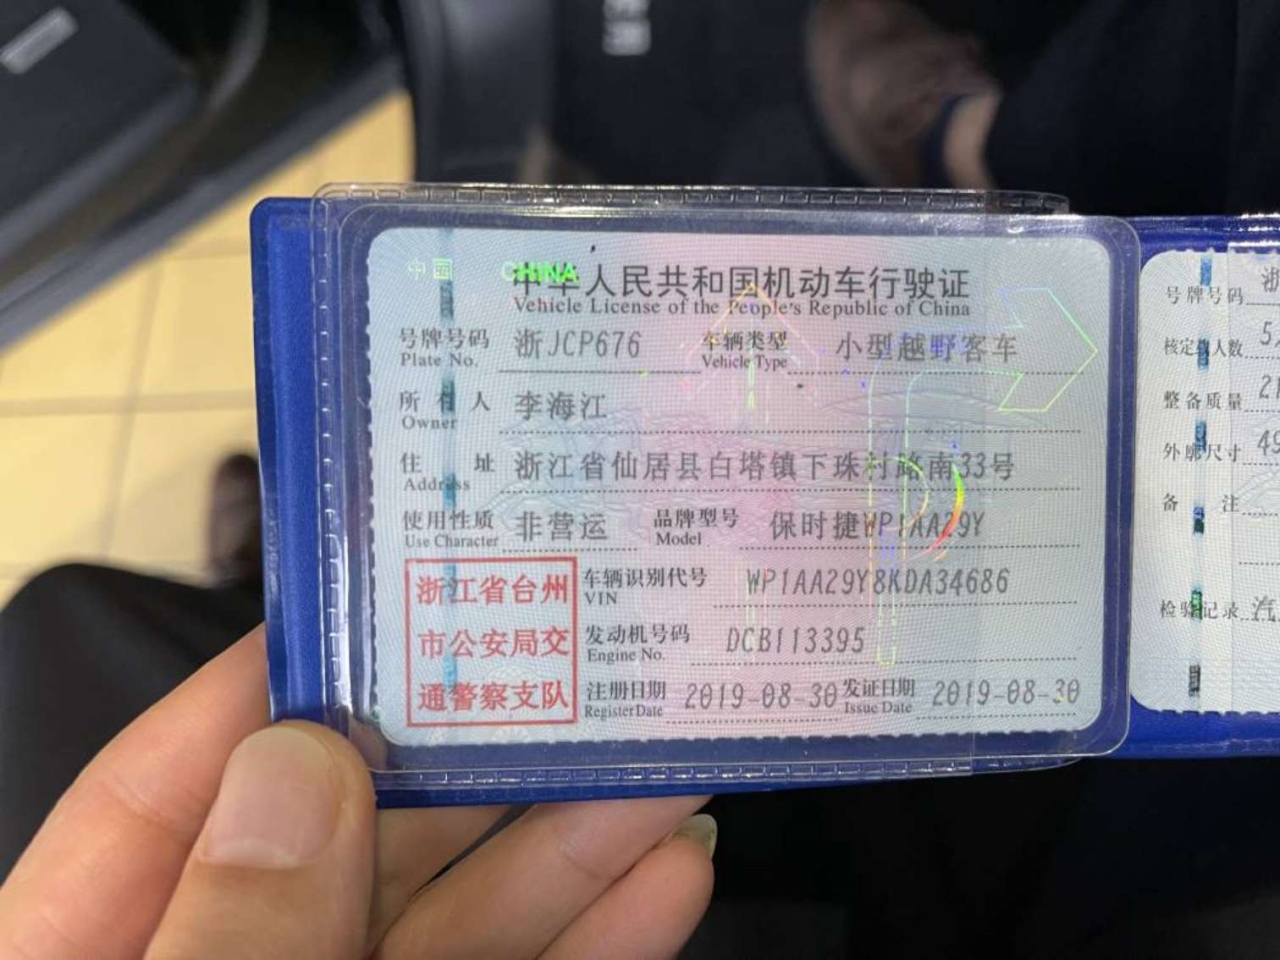 中国 CHINA
中华人民共和国机动车行驶证
Vehicle License of the People's Republic of China
号牌号码 浙JCP676 车辆类型 小型越野客车
Plate No. Vehicle Type
所有人 李海江
Owner
住址 浙江省仙居县白塔镇下珠村路南33号
Address
使用性质 非营运 品牌型号 保时捷WP1AA29Y
Use Character Model
浙江省台州
市公安局交
通警察支队
车辆识别代号 WP1AA29Y8KDA34686
VIN
发动机号码 DCB113395
Engine No.
注册日期 2019-08-30 发证日期 2019-08-30
Register Date Issue Date
号牌号码 浙
核定载人数 5
整备质量 21
外廓尺寸 49
备注
检验记录 汽